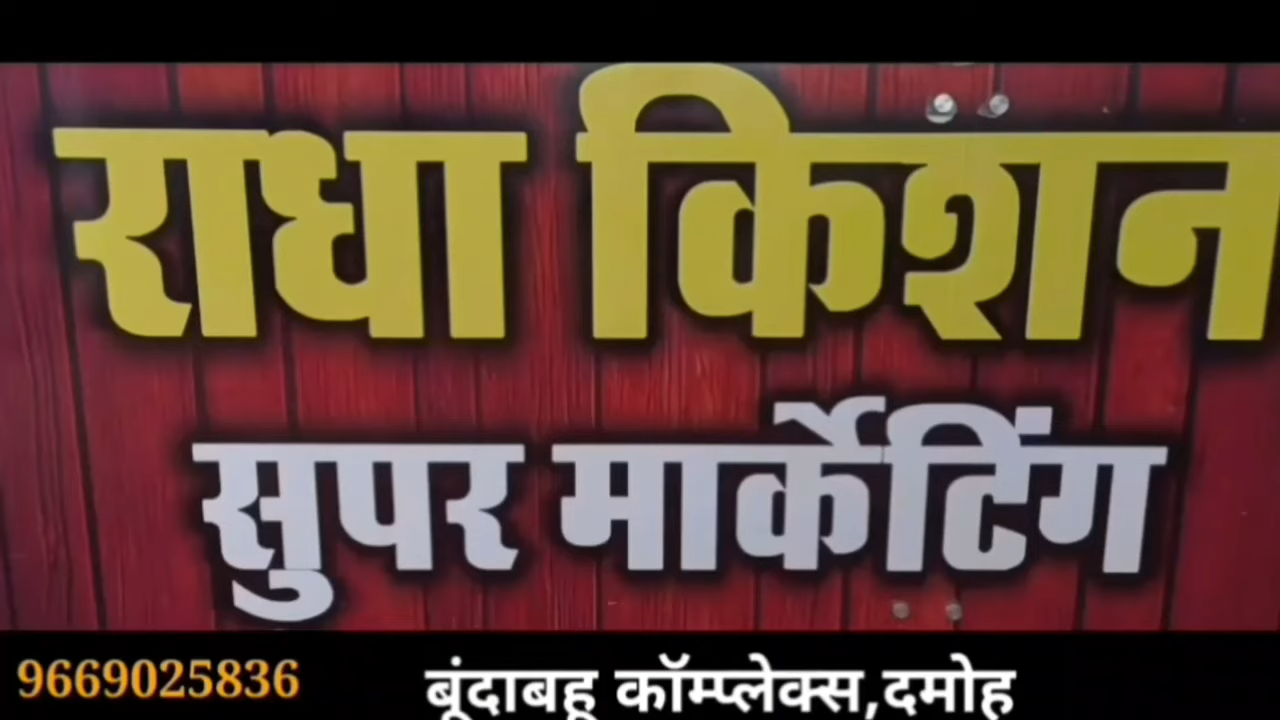 राधा किशन
सुपर मार्केटिंग
9669025836 बूंदाबहू कॉम्प्लेक्स,दमोह